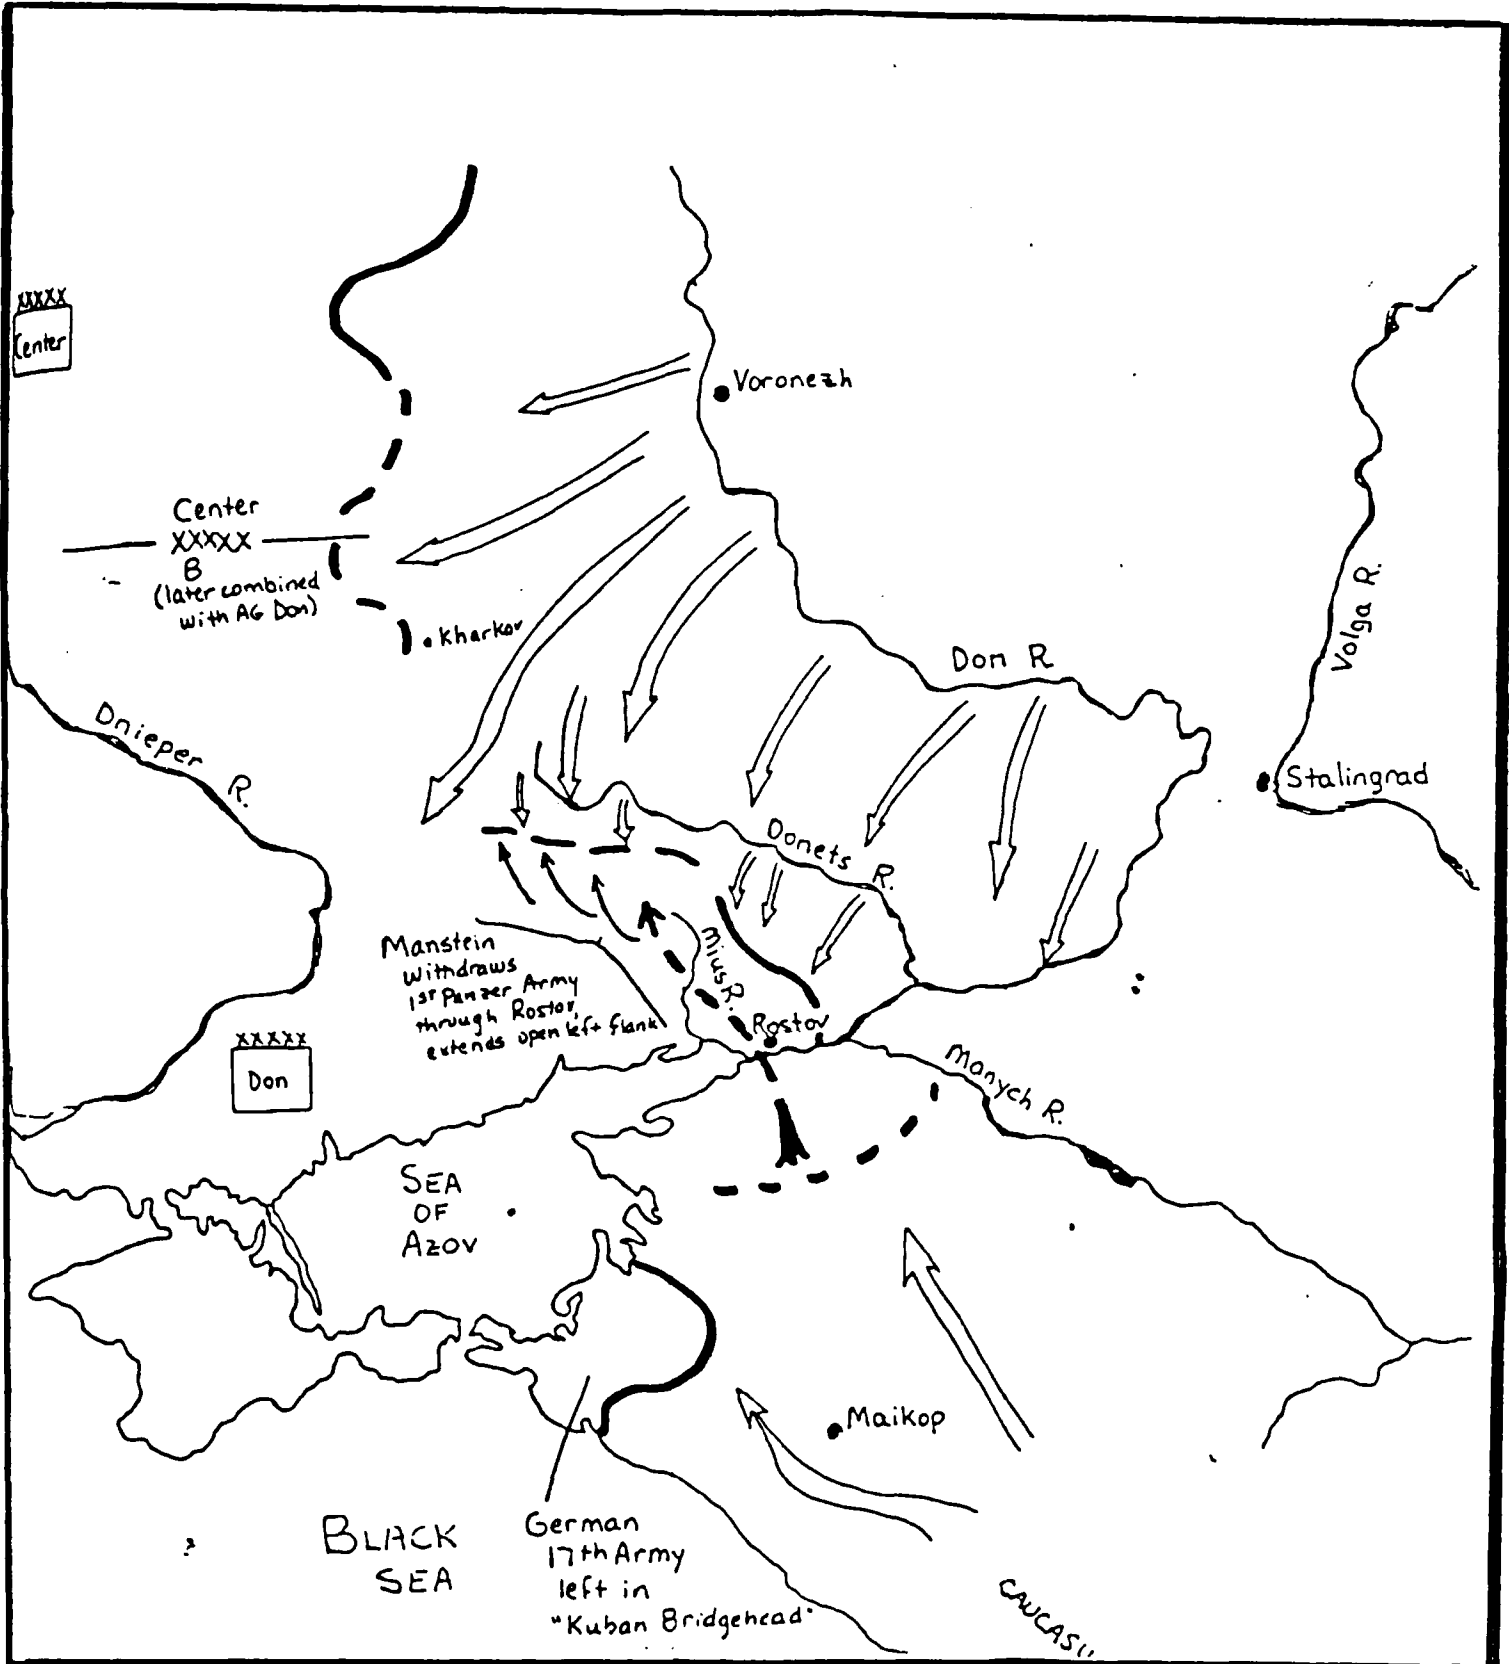 XXXXX
Center
Voronezh
Center
XXXXX
B
(later combined
with AG Don)
Kharkov
Don R
Volga R.
Dnieper R.
Stalingrad
Donets R.
Mius R.
Manstein
withdraws
1st Panzer Army
through Rostov,
extends open left flank
Rostov
XXXXX
Don
Manych R.
SEA
OF
AZOV
Maikop
BLACK
SEA
German
17th Army
left in
"Kuban Bridgehead"